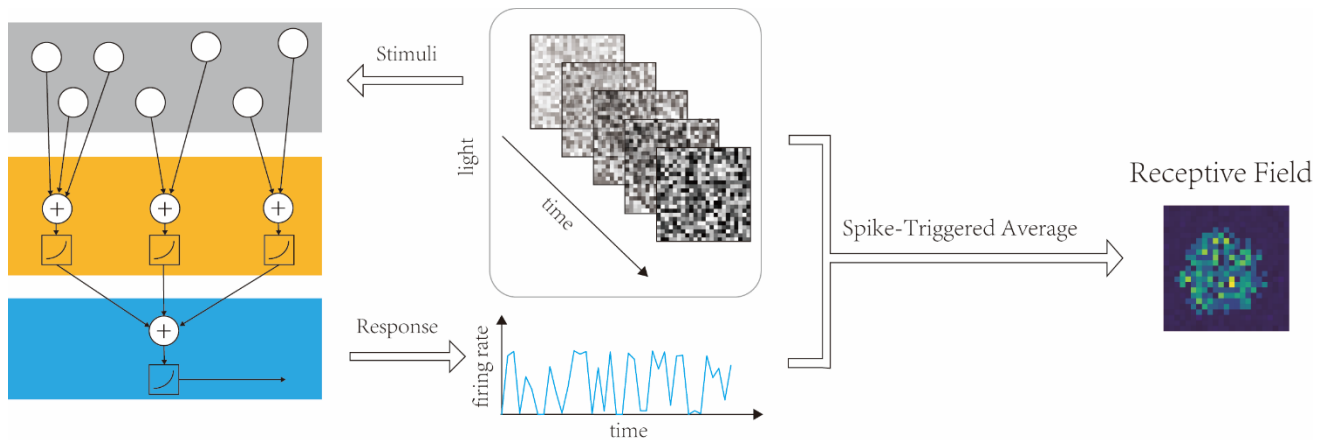 Stimuli
light
time
Receptive Field
Spike-Triggered Average
Response
firing rate
time